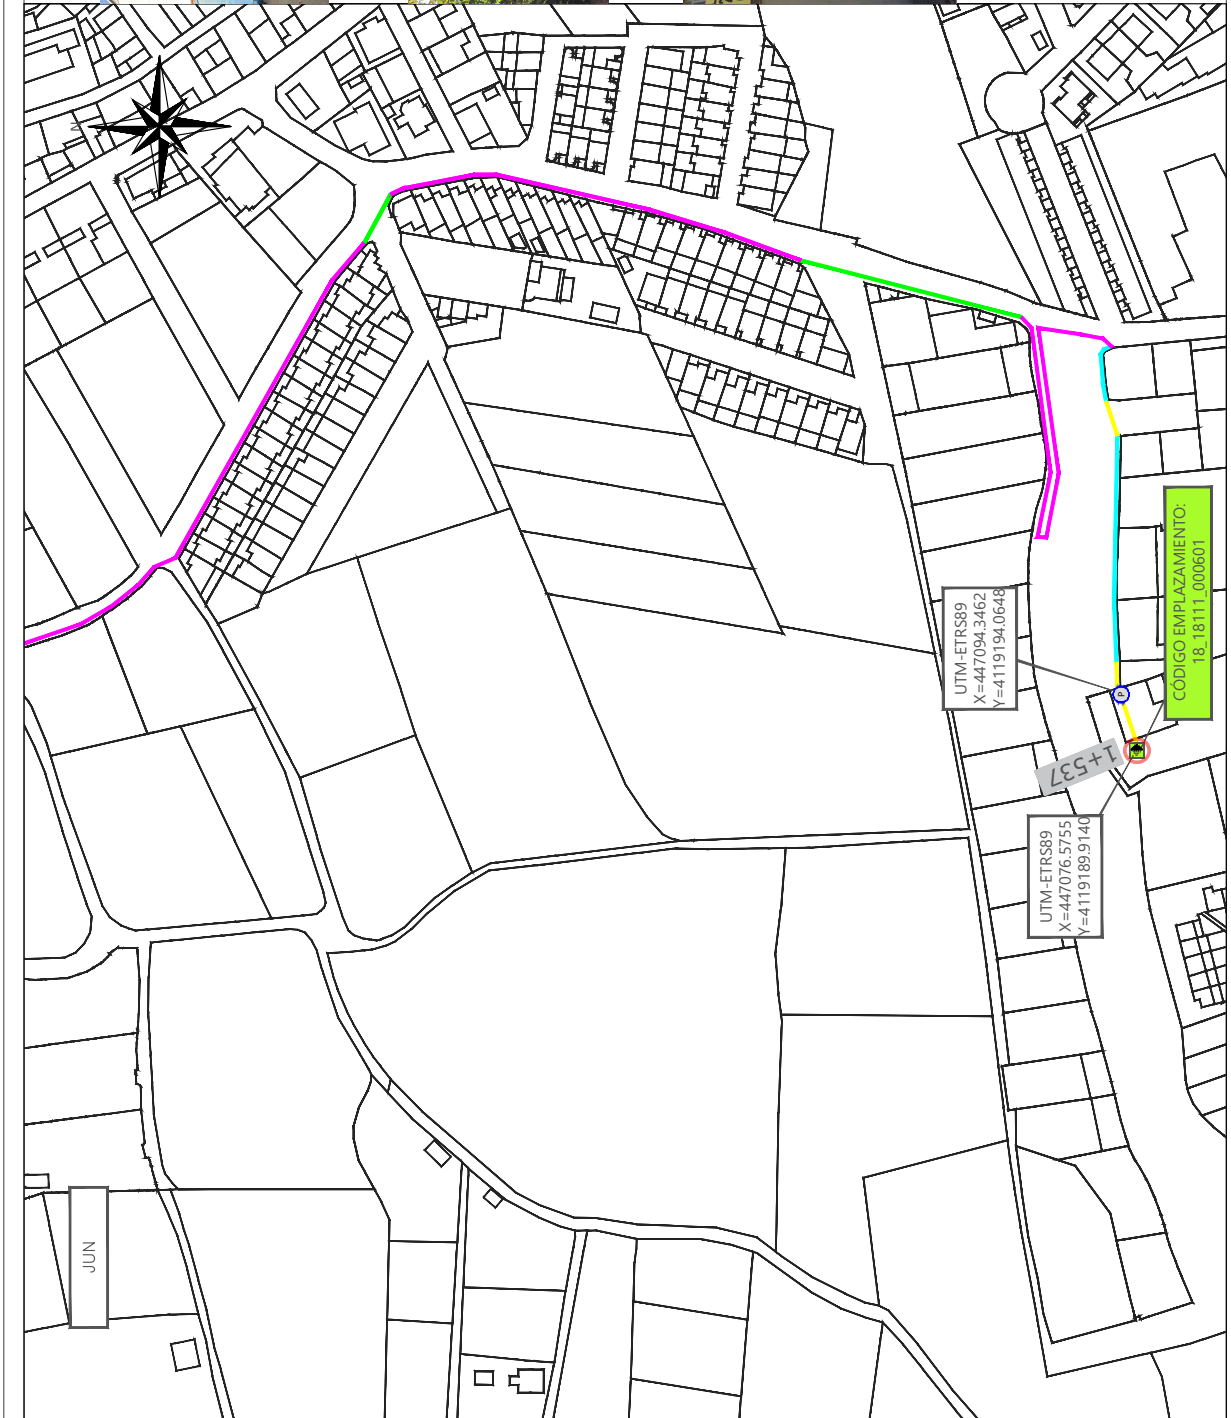 UTM-ETRS89
X=447094.3462
Y=4119194.0648
CÓDIGO EMPLAZAMIENTO:
18_18111_000601
P
1+537
UTM-ETRS89
X=447076.5755
Y=4119189.9140
JUN